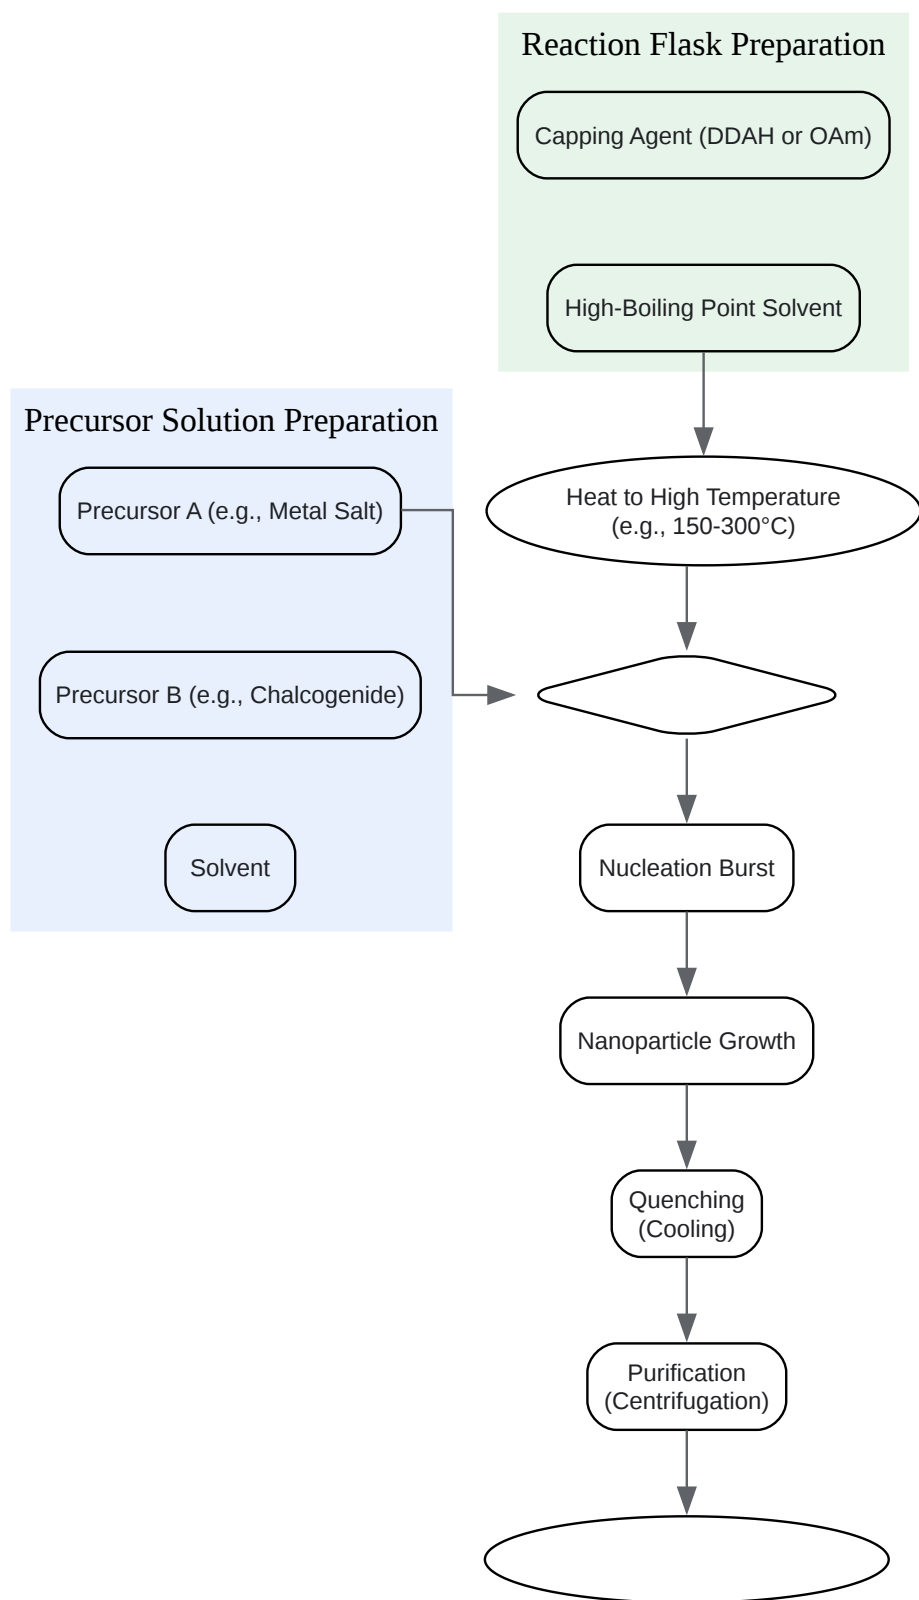 Reaction Flask Preparation
Capping Agent (DDAH or OAm)
High-Boiling Point Solvent
Precursor Solution Preparation
Precursor A (e.g., Metal Salt)
Heat to High Temperature
(e.g., 150-300°C)
Precursor B (e.g., Chalcogenide)
Solvent
Nucleation Burst
Nanoparticle Growth
Quenching
(Cooling)
Purification
(Centrifugation)